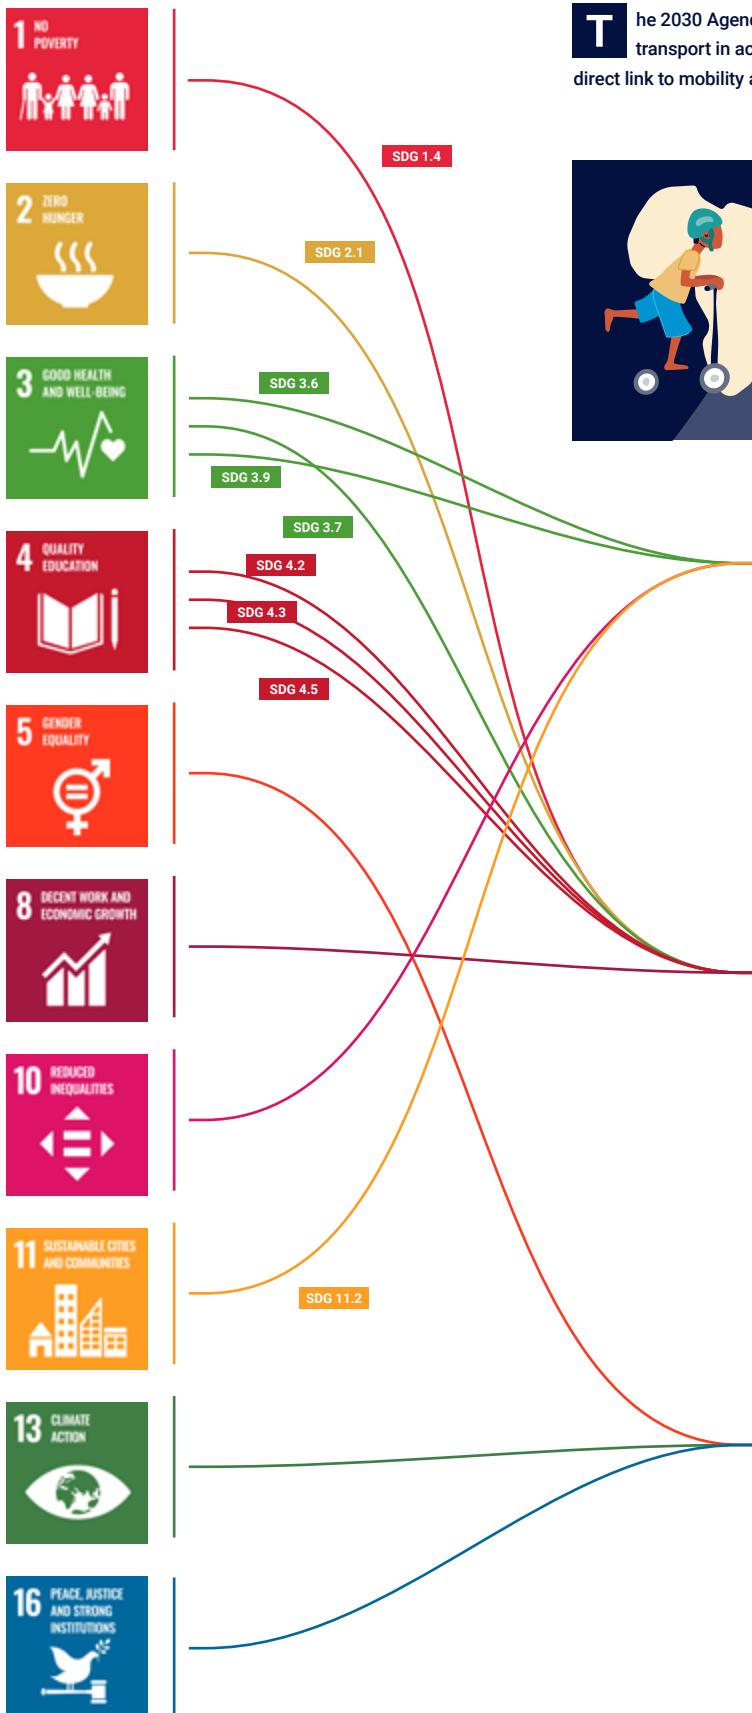 1 NO
POVERTY
The 2030 Agen
transport in ac
direct link to mobility a
SDG 1.4
2 ZERO
HUNGER
SDG 2.1
3 GOOD HEALTH
AND WELL-BEING
SDG 3.6
SDG 3.9
SDG 3.7
4 QUALITY
EDUCATION
SDG 4.2
SDG 4.3
SDG 4.5
5 GENDER
EQUALITY
8 DECENT WORK AND
ECONOMIC GROWTH
10 REDUCED
INEQUALITIES
11 SUSTAINABLE CITIES
AND COMMUNITIES
SDG 11.2
13 CLIMATE
ACTION
16 PEACE, JUSTICE
AND STRONG
INSTITUTIONS